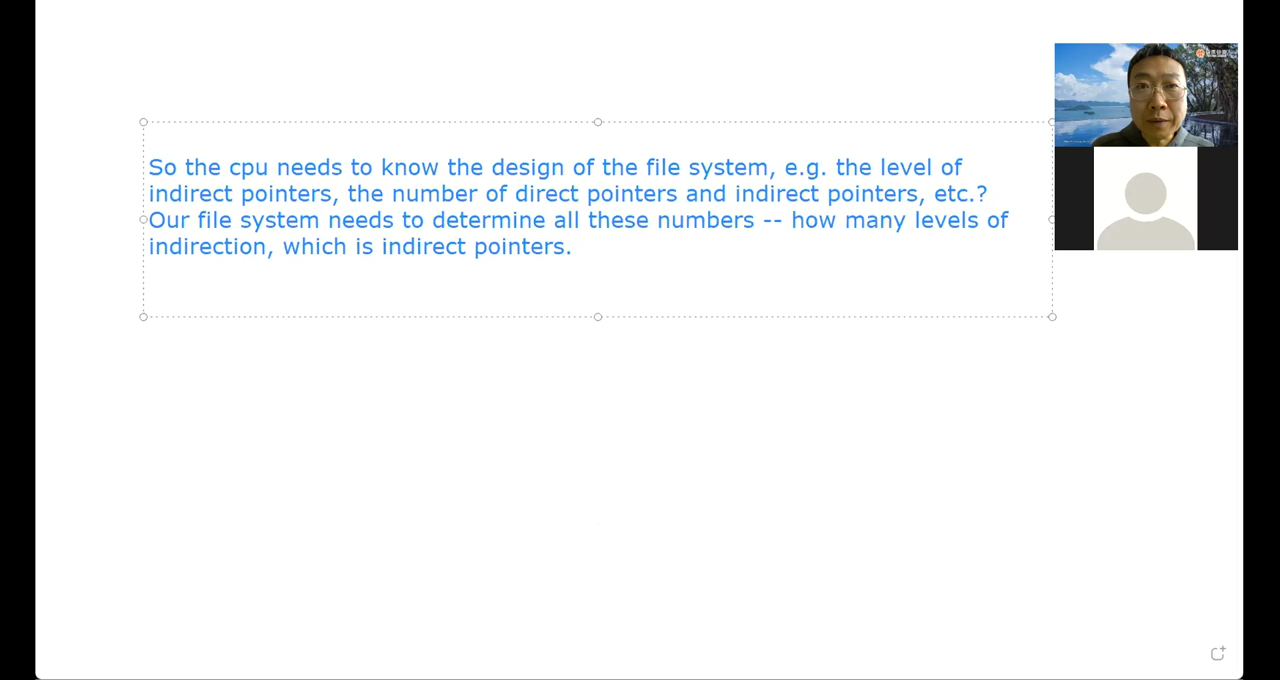 So the cpu needs to know the design of the file system, e.g. the level of
indirect pointers, the number of direct pointers and indirect pointers, etc.?
Our file system needs to determine all these numbers -- how many levels of
indirection, which is indirect pointers.